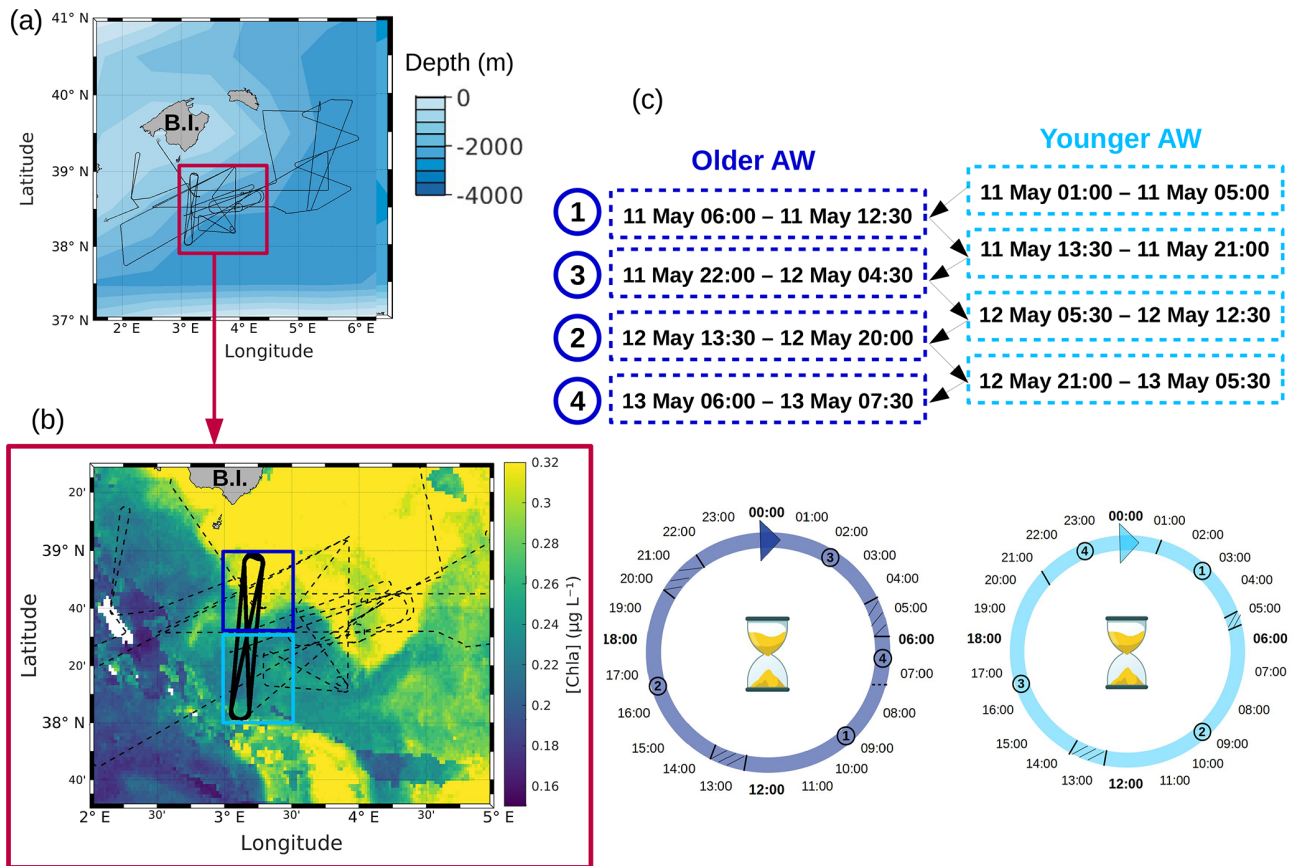 (a)
41° N
40° N
39° N
38° N
37° N
Latitude
B.I.
2° E
3° E
4° E
5° E
6° E
Longitude
Depth (m)
0
-2000
-4000
(b)
B.I.
20'
39° N
40'
20'
38° N
40'
Latitude
2° E
30'
3° E
30'
4° E
30'
5° E
Longitude
0.32
0.3
0.28
0.26
0.24
0.22
0.2
0.18
0.16
[Chla] (µg L⁻¹)
(c)
Older AW
Younger AW
1
11 May 06:00 – 11 May 12:30
3
11 May 22:00 – 12 May 04:30
2
12 May 13:30 – 12 May 20:00
4
13 May 06:00 – 13 May 07:30
11 May 01:00 – 11 May 05:00
11 May 13:30 – 11 May 21:00
12 May 05:30 – 12 May 12:30
12 May 21:00 – 13 May 05:30
00:00
01:00
02:00
03:00
04:00
05:00
06:00
07:00
08:00
09:00
10:00
11:00
12:00
13:00
14:00
15:00
16:00
17:00
18:00
19:00
20:00
21:00
22:00
23:00
3
4
1
2
00:00
01:00
02:00
03:00
04:00
05:00
06:00
07:00
08:00
09:00
10:00
11:00
12:00
13:00
14:00
15:00
16:00
17:00
18:00
19:00
20:00
21:00
22:00
23:00
1
2
3
4